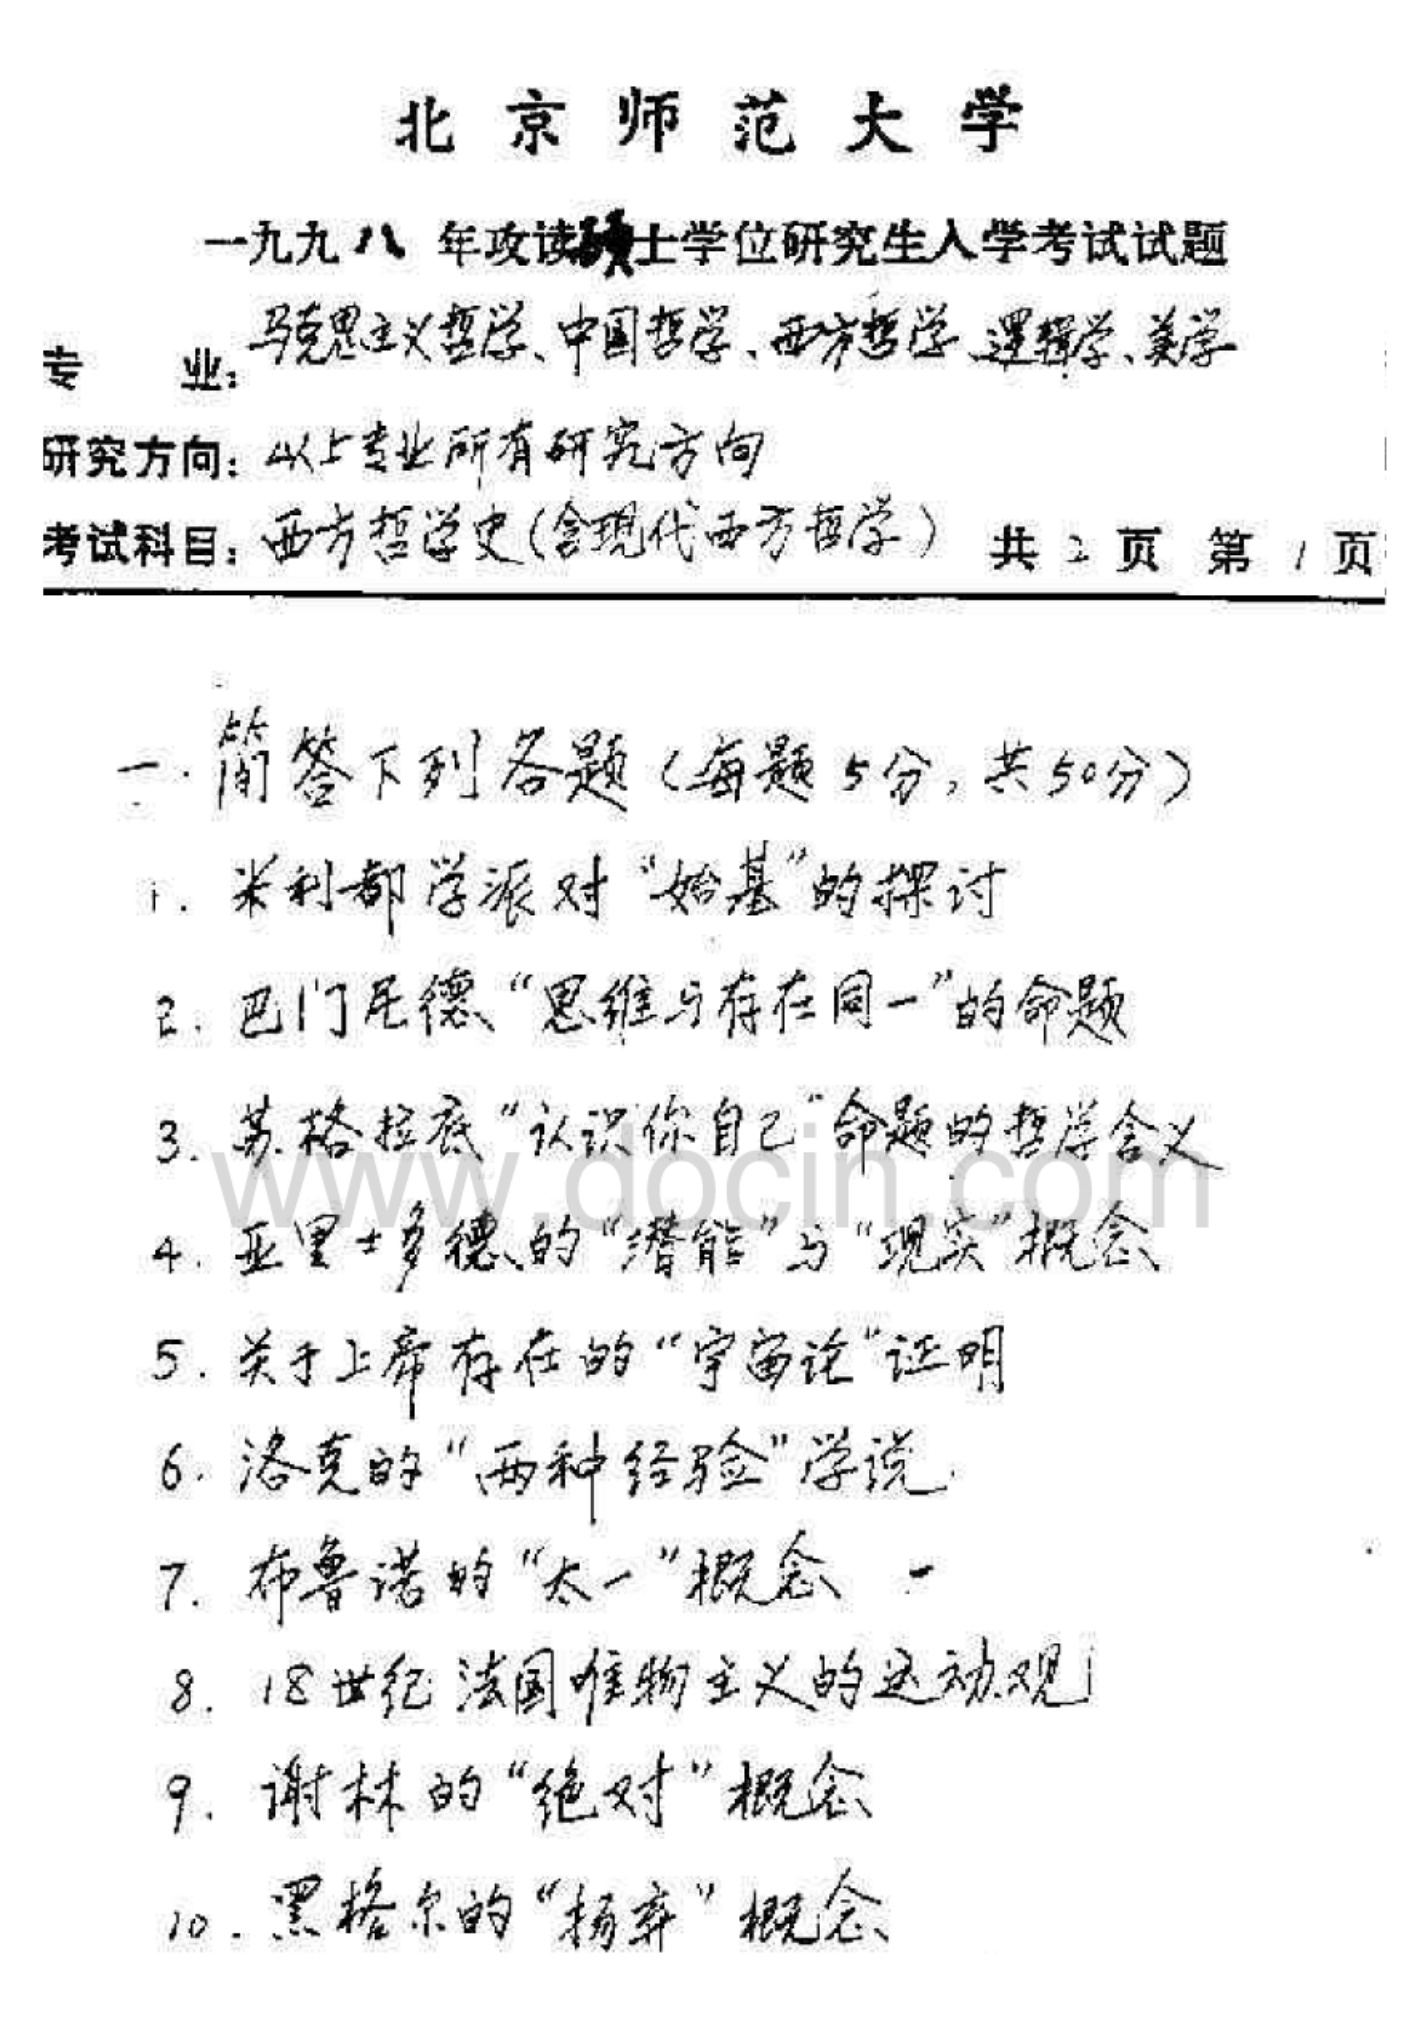 北京师范大学
一九九八年攻读硕士学位研究生入学考试试题
专业:马克思主义哲学、中国哲学、西方哲学、逻辑学、美学
研究方向:以上专业所有研究方向
考试科目:西方哲学史(含现代西方哲学) 共2页 第1页
一.简答下列各题(每题5分,共50分)
1.米利都学派对“始基”的探讨
2.巴门尼德“思维与存在同一”的命题
3.苏格拉底“认识你自己”命题的哲学含义
www.docin.com
4.亚里士多德的“潜能”与“现实”概念
5.关于上帝存在的“宇宙论”证明
6.洛克的“两种经验”学说
7.布鲁诺的“太一”概念
8.18世纪法国唯物主义的运动观
9.谢林的“绝对”概念
10.黑格尔的“扬弃”概念